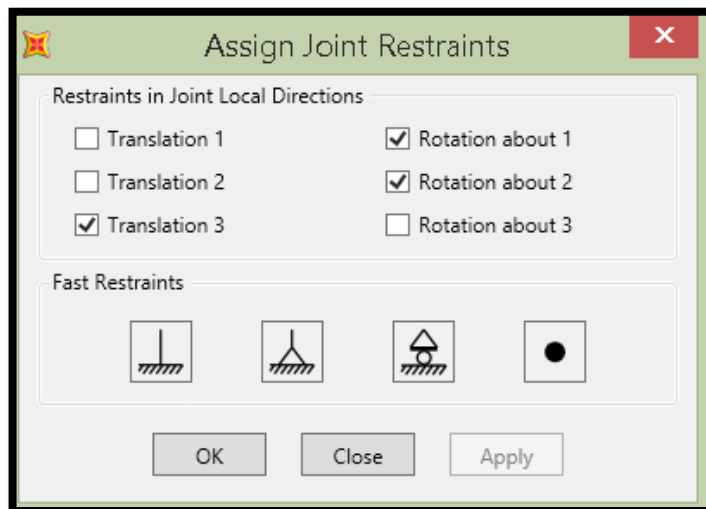 Assign Joint Restraints
Restraints in Joint Local Directions
Translation 1 Rotation about 1
Translation 2 Rotation about 2
Translation 3 Rotation about 3
Fast Restraints
OK Close Apply